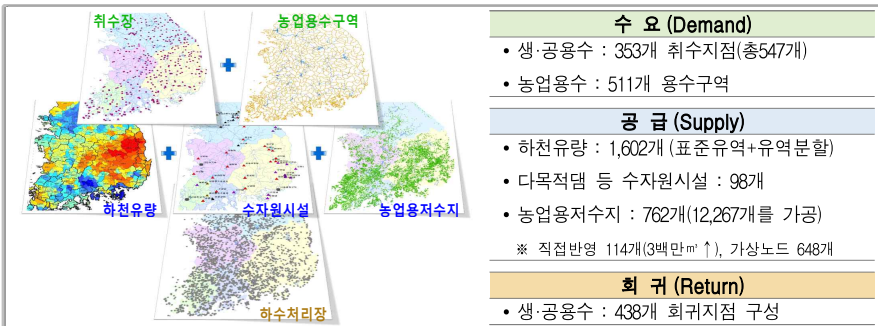 취수장
농업용수구역
하천유량
수자원시설
농업용저수지
하수처리장
수 요 (Demand)
• 생·공용수 : 353개 취수지점(총547개)
• 농업용수 : 511개 용수구역
공 급 (Supply)
• 하천유량 : 1,602개 (표준유역+유역분할)
• 다목적댐 등 수자원시설 : 98개
• 농업용저수지 : 762개(12,267개를 가공)
※ 직접반영 114개(3백만㎥↑), 가상노드 648개
회 귀 (Return)
• 생·공용수 : 438개 회귀지점 구성